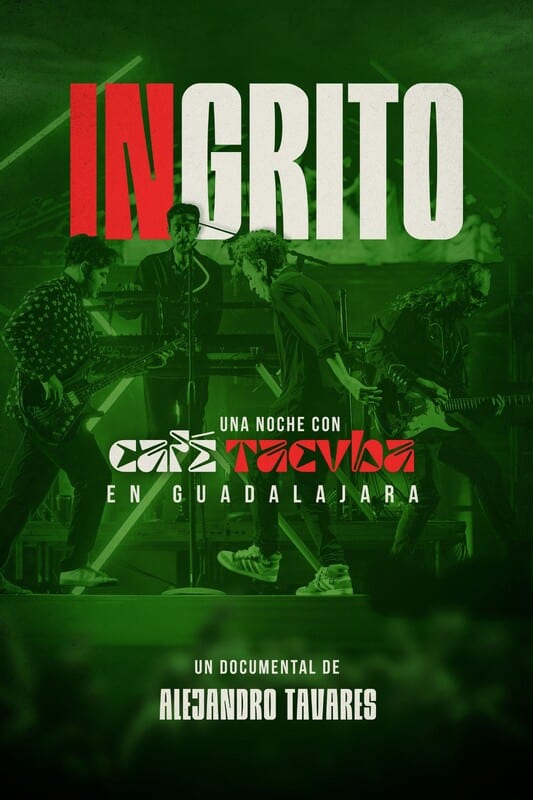 INGRITO
UNA NOCHE CON
café tacvba
EN GUADALAJARA
UN DOCUMENTAL DE
ALEJANDRO TAVARES